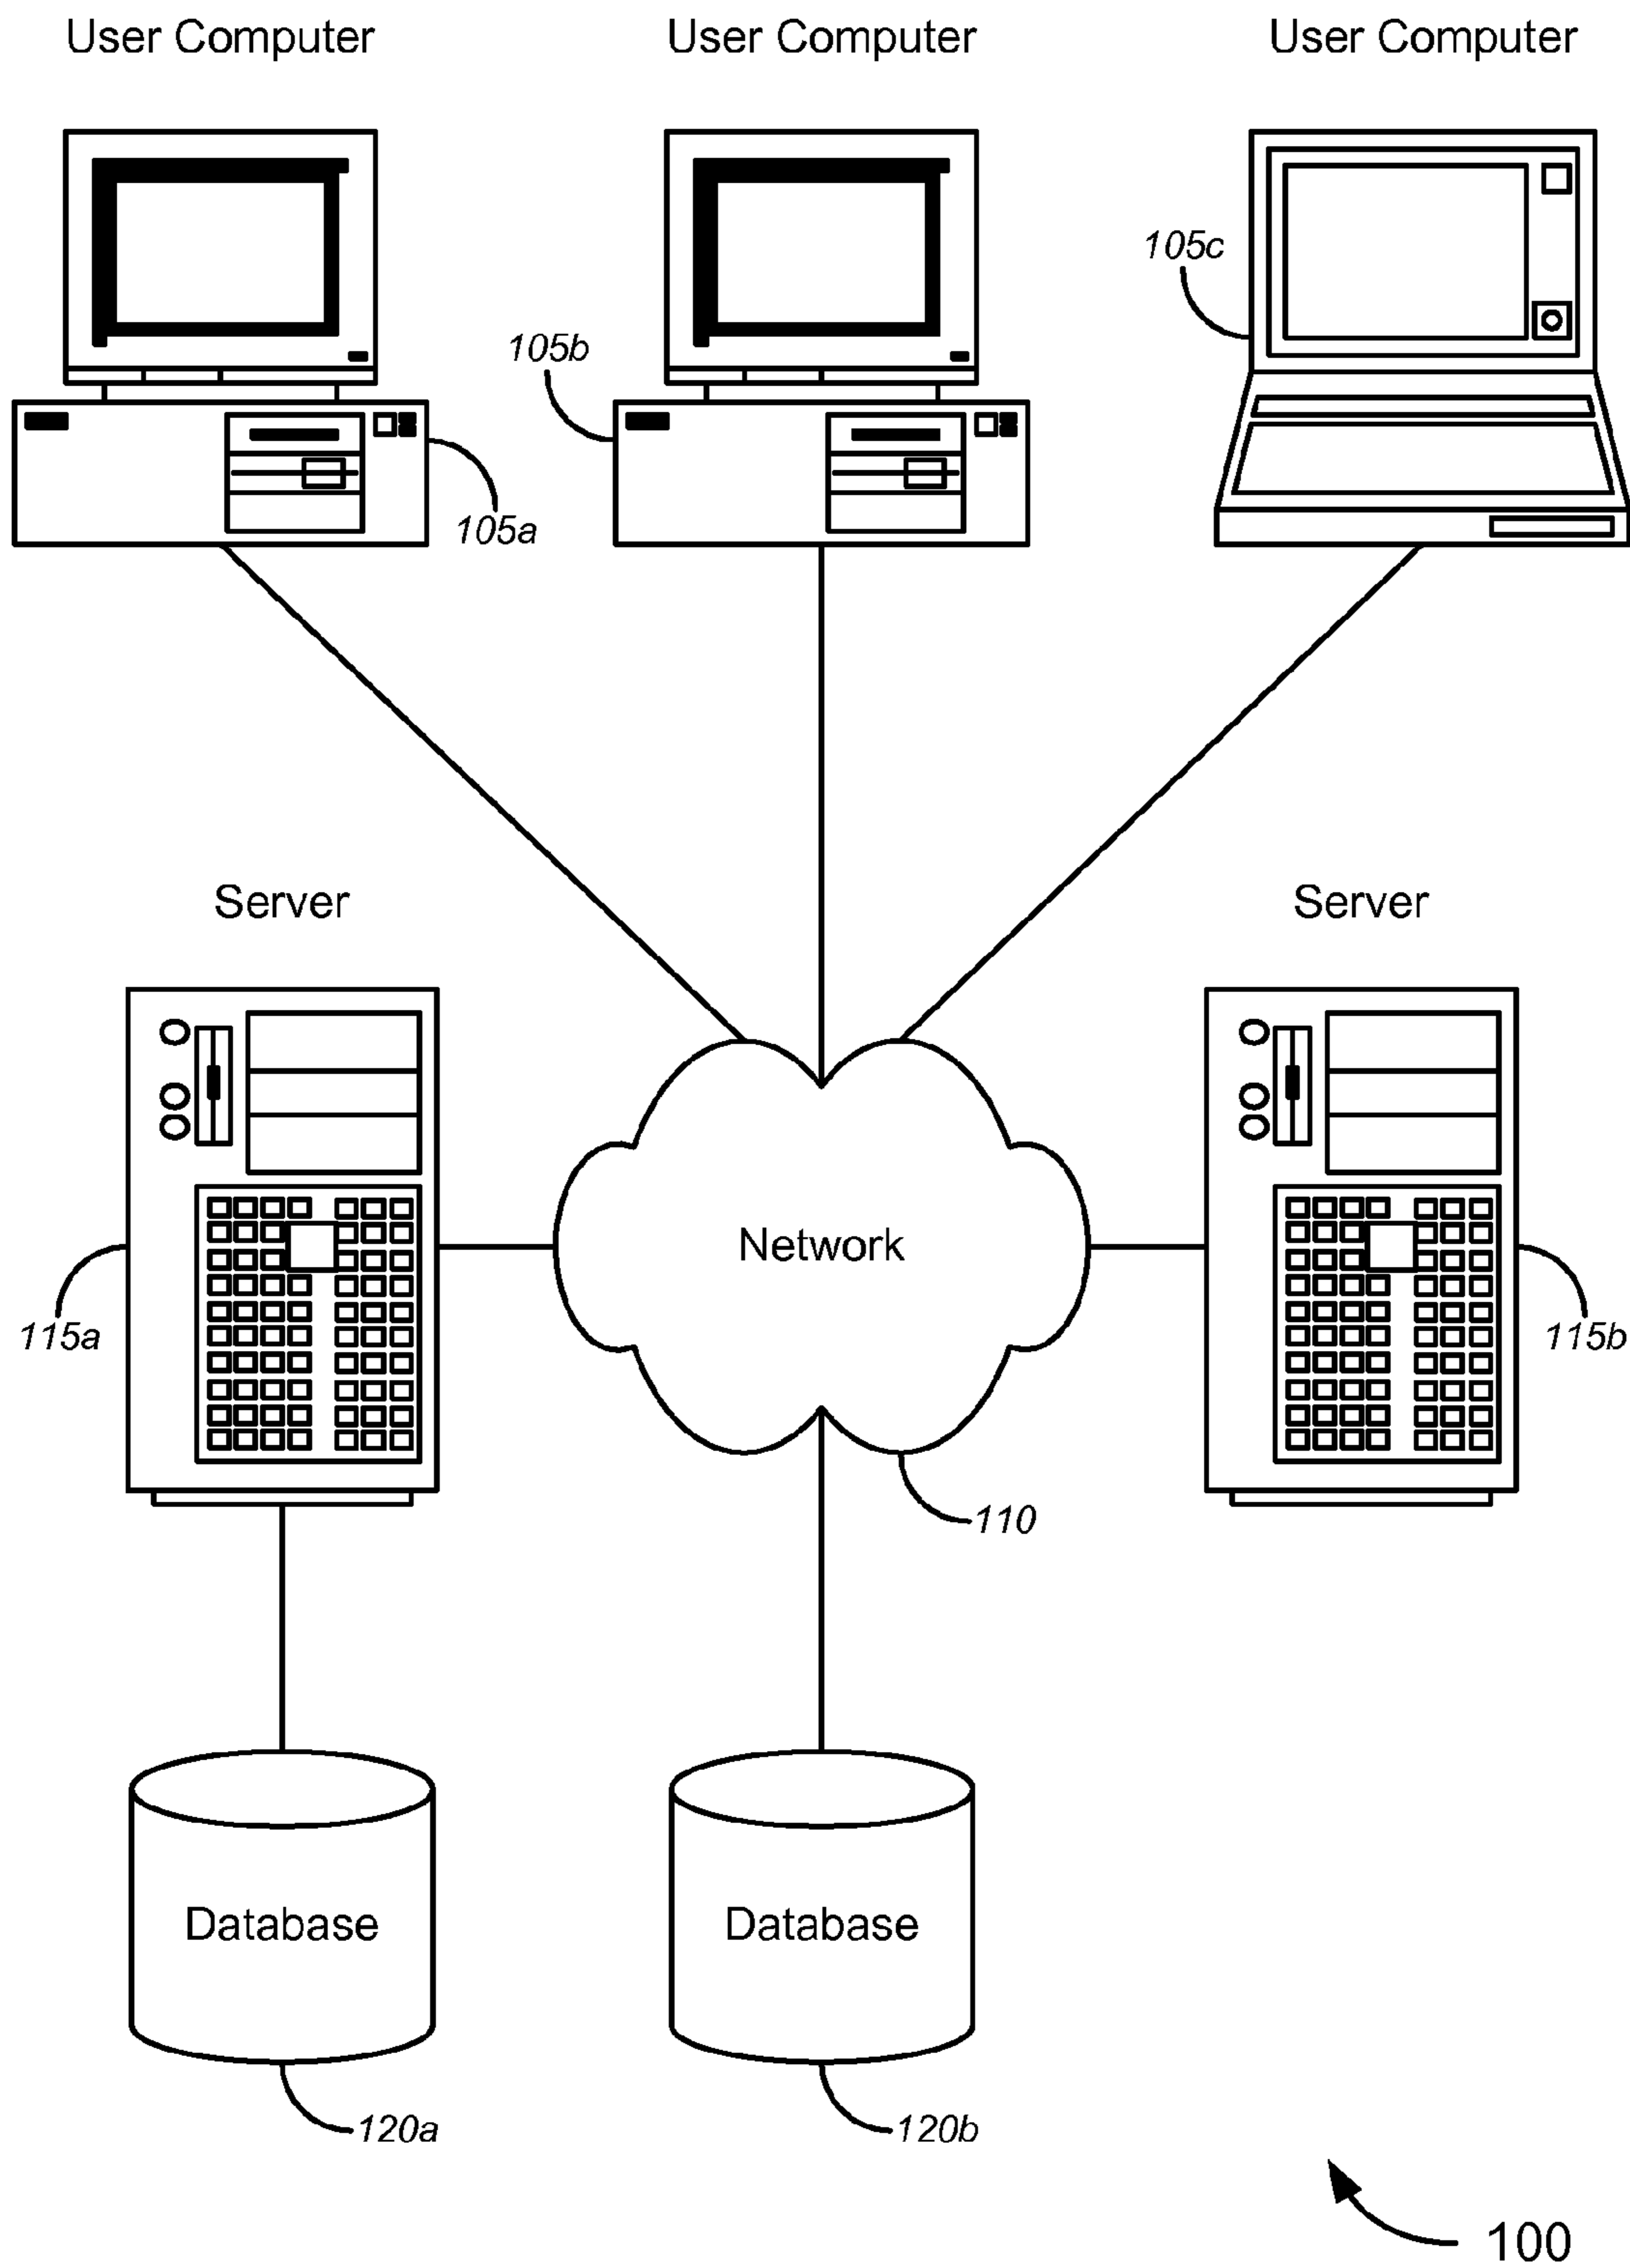 User Computer
User Computer
User Computer
105c
105b
105a
Server
Server
Network
115a
115b
110
Database
Database
120a
120b
100